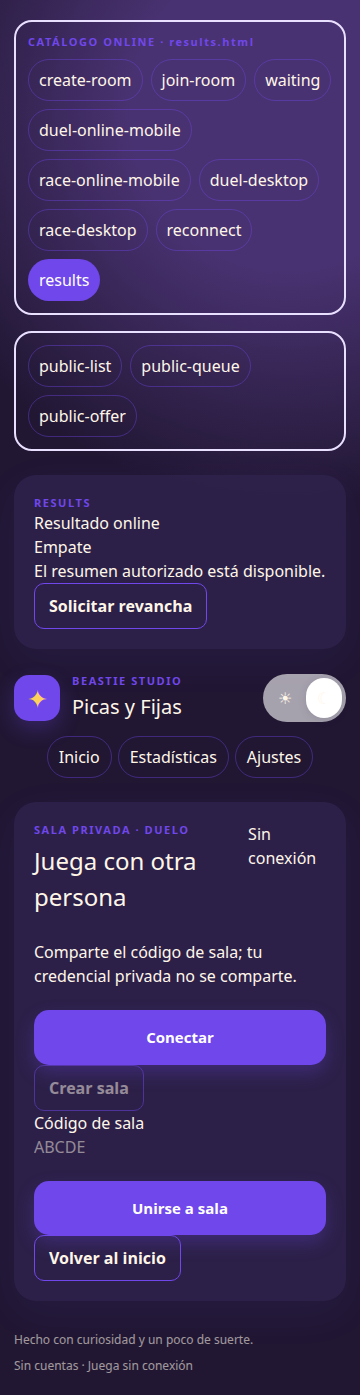 CATÁLOGO ONLINE · results.html
create-room join-room waiting
duel-online-mobile
race-online-mobile duel-desktop
race-desktop reconnect
results
public-list public-queue
public-offer
RESULTS
Resultado online
Empate
El resumen autorizado está disponible.
Solicitar revancha
BEASTIE STUDIO
Picas y Fijas
Inicio Estadísticas Ajustes
SALA PRIVADA · DUELO
Sin
conexión
Juega con otra
persona
Comparte el código de sala; tu
credencial privada no se comparte.
Conectar
Crear sala
Código de sala
ABCDE
Unirse a sala
Volver al inicio
Hecho con curiosidad y un poco de suerte.
Sin cuentas · Juega sin conexión